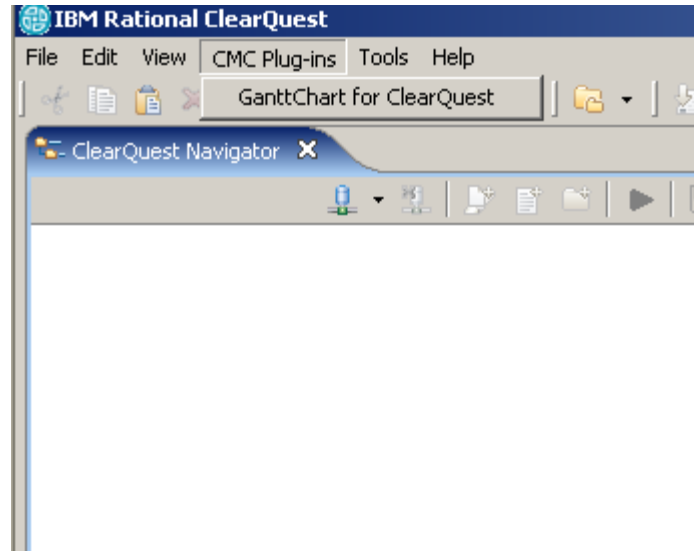 IBM Rational ClearQuest
File Edit View CMC Plug-ins Tools Help
GanttChart for ClearQuest
ClearQuest Navigator